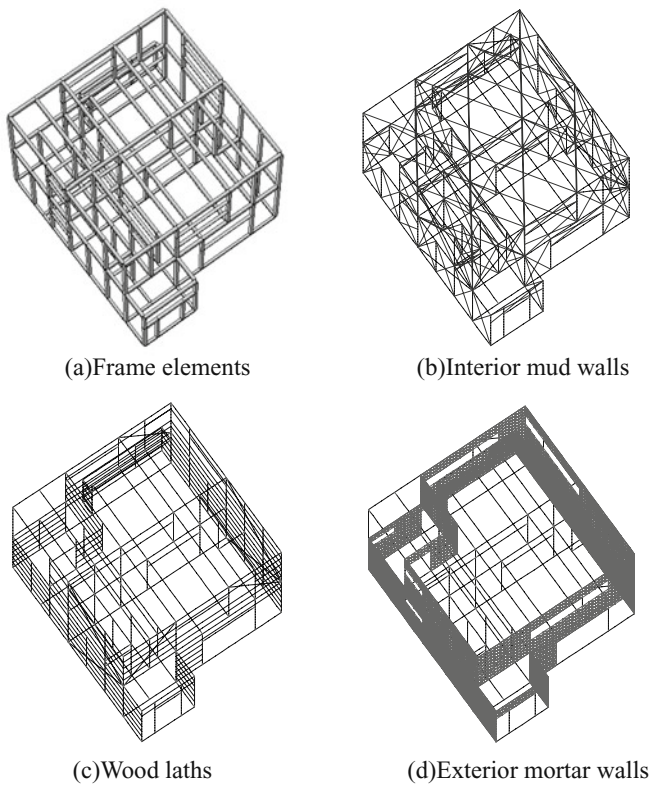 (a)Frame elements
(b)Interior mud walls
(c)Wood laths
(d)Exterior mortar walls